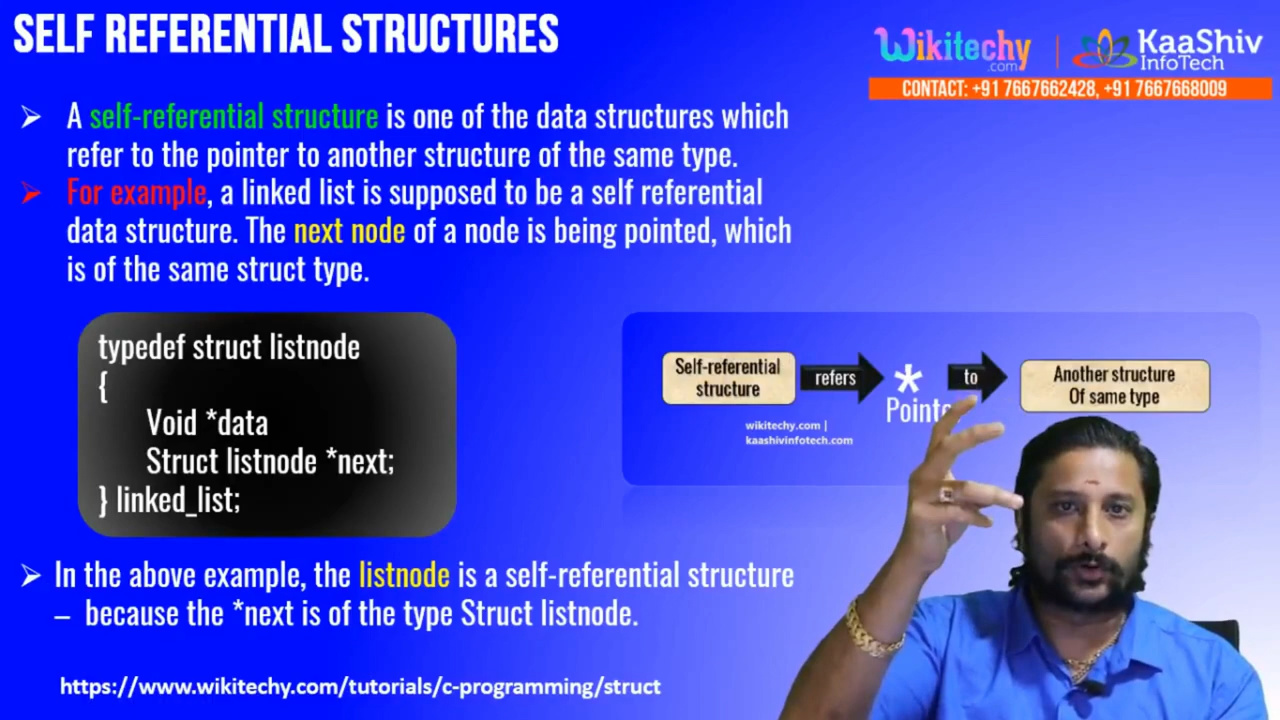 SELF REFERENTIAL STRUCTURES
Wikitechy
.com
KaaShiv
InfoTech
CONTACT: +91 7667662428, +91 7667668009
➢ A self-referential structure is one of the data structures which
refer to the pointer to another structure of the same type.
➢ For example, a linked list is supposed to be a self referential
data structure. The next node of a node is being pointed, which
is of the same struct type.
typedef struct listnode
{
Void *data
Struct listnode *next;
} linked_list;
Self-referential
structure
refers
*
to
Another structure
Of same type
wikitechy.com |
kaashivinfotech.com
➢ In the above example, the listnode is a self-referential structure
– because the *next is of the type Struct listnode.
https://www.wikitechy.com/tutorials/c-programming/struct